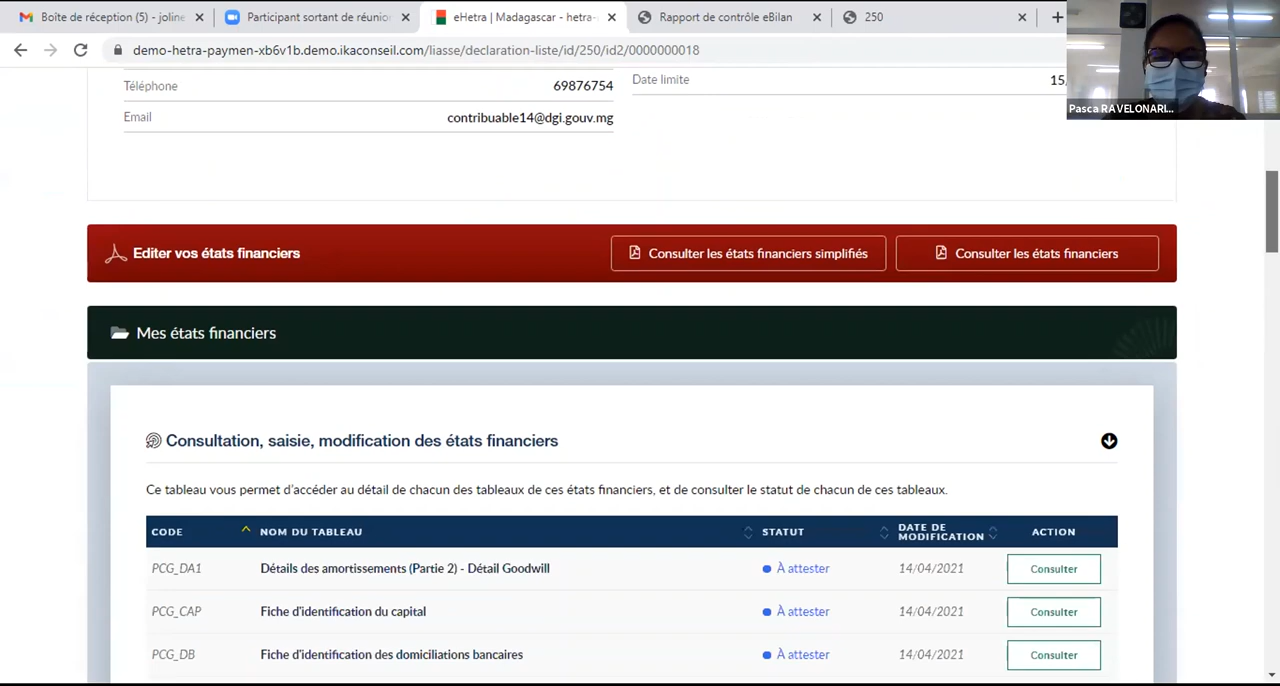 Boîte de réception (5) - joline
Participant sortant de réunio
eHetra | Madagascar - hetra-
Rapport de contrôle eBilan
250
demo-hetra-paymen-xb6v1b.demo.ikaconseil.com/liasse/declaration-liste/id/250/id2/0000000018
Pasca RAVELONARI...
Téléphone 69876754
Date limite 15,
Email contribuable14@dgi.gouv.mg
Editer vos états financiers
Consulter les états financiers simplifiés
Consulter les états financiers
Mes états financiers
Consultation, saisie, modification des états financiers
Ce tableau vous permet d'accéder au détail de chacun des tableaux de ces états financiers, et de consulter le statut de chacun de ces tableaux.
CODE NOM DU TABLEAU STATUT DATE DE MODIFICATION ACTION
PCG_DA1 Détails des amortissements (Partie 2) - Détail Goodwill À attester 14/04/2021 Consulter
PCG_CAP Fiche d'identification du capital À attester 14/04/2021 Consulter
PCG_DB Fiche d'identification des domiciliations bancaires À attester 14/04/2021 Consulter